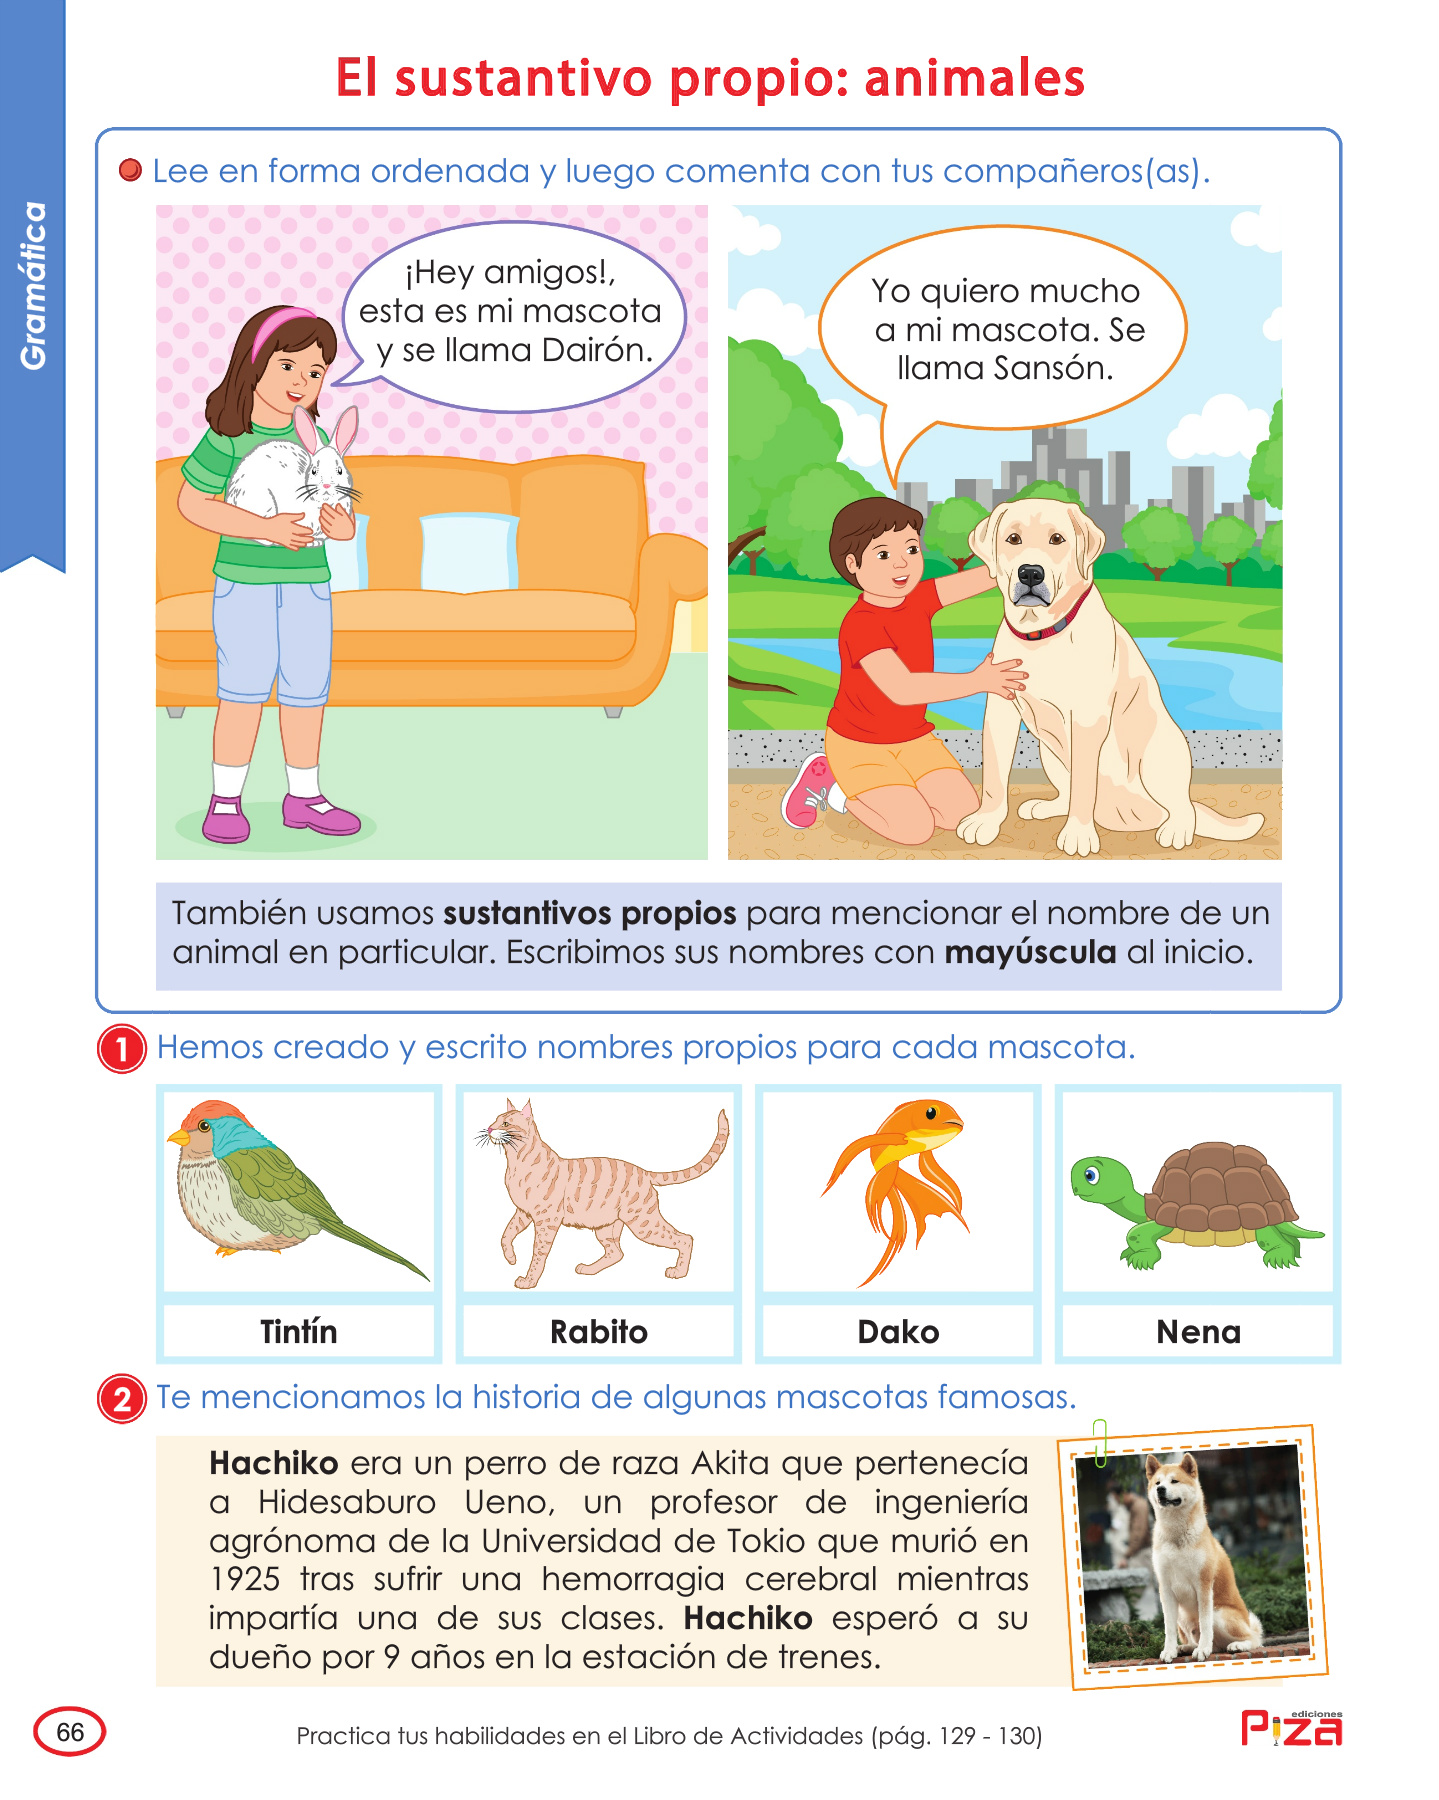 Gramática
El sustantivo propio: animales
Lee en forma ordenada y luego comenta con tus compañeros(as).
¡Hey amigos!,
esta es mi mascota
y se llama Dairón.
Yo quiero mucho
a mi mascota. Se
llama Sansón.
También usamos sustantivos propios para mencionar el nombre de un
animal en particular. Escribimos sus nombres con mayúscula al inicio.
1 Hemos creado y escrito nombres propios para cada mascota.
Tintín
Rabito
Dako
Nena
2 Te mencionamos la historia de algunas mascotas famosas.
Hachiko era un perro de raza Akita que pertenecía
a Hidesaburo Ueno, un profesor de ingeniería
agrónoma de la Universidad de Tokio que murió en
1925 tras sufrir una hemorragia cerebral mientras
impartía una de sus clases. Hachiko esperó a su
dueño por 9 años en la estación de trenes.
66
Practica tus habilidades en el Libro de Actividades (pág. 129 - 130)
ediciones
Piza